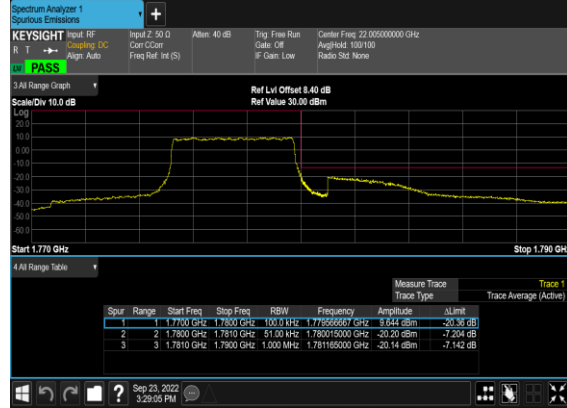 Spectrum Analyzer 1
Spurious Emissions
+
KEYSIGHT Input: RF Input Z: 50 Ω Atten: 40 dB Trig: Free Run Center Freq: 22.005000000 GHz
R T Coupling: DC Corr CCorr Gate: Off Avg|Hold: 100/100
Align: Auto Freq Ref: Int (S) IF Gain: Low Radio Std: None
PASS
3 All Range Graph
Ref Lvl Offset 8.40 dB
Scale/Div 10.0 dB Ref Value 30.00 dBm
Log
20.0
10.0
0.00
-10.0
-20.0
-30.0
-40.0
-50.0
-60.0
Start 1.770 GHz Stop 1.790 GHz
4 All Range Table
Measure Trace Trace 1
Trace Type Trace Average (Active)
Spur Range Start Freq Stop Freq RBW Frequency Amplitude ΔLimit
1 1 1.7700 GHz 1.7800 GHz 100.0 kHz 1.779566667 GHz 9.644 dBm -20.36 dB
2 2 1.7800 GHz 1.7810 GHz 51.00 kHz 1.780015000 GHz -20.20 dBm -7.204 dB
3 3 1.7810 GHz 1.7900 GHz 1.000 MHz 1.781165000 GHz -20.14 dBm -7.142 dB
? Sep 23, 2022
3:29:05 PM